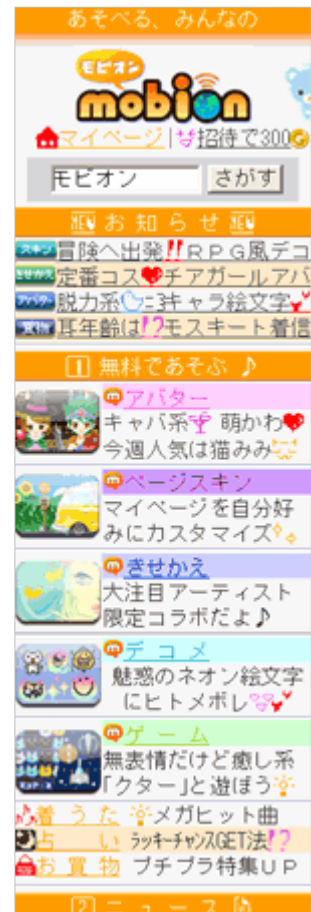 あそべる、みんなの
モビオン
mobion
マイページ|招待で300
モビオン さがす
NEW お知らせ NEW
スキン 冒険へ出発!!RPG風デコ
きせかえ 定番コス チアガールアバ
アバター 脱力系 =3キャラ絵文字
買物 耳年齢は!?モスキート着信
1 無料であそぶ♪
アバター
キャバ系 萌かわ
今週人気は猫みみ
ページスキン
マイページを自分好
みにカスタマイズ
きせかえ
大注目アーティスト
限定コラボだよ♪
デコメ
魅惑のネオン絵文字
にヒトメボレ
ゲーム
無表情だけど癒し系
「クター」と遊ぼう
着うた メガヒット曲
占い ラッキーチャンスGET法!?
お買物 プチプラ特集UP
2 ニュース